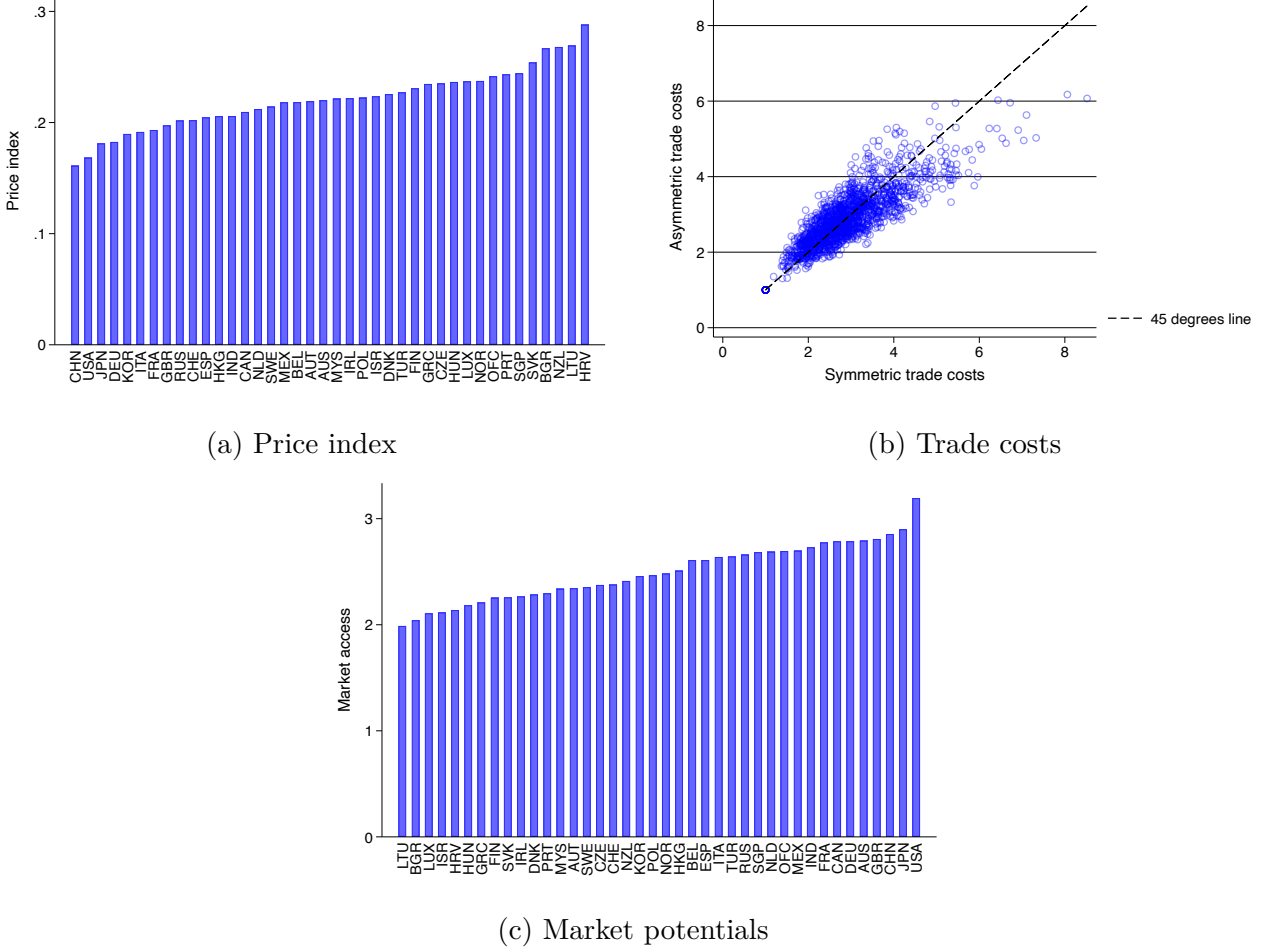 .3
.2
.1
0
Price index
CHN USA JPN DEU KOR ITA FRA GBR RUS CHE ESP HKG IND CAN NLD SWE MEX BEL AUT AUS MYS IRL POL ISR DNK TUR FIN GRC CZE HUN LUX NOR OFC PRT SGP SVK BGR NZL LTU HRV
(a) Price index
8
6
4
2
0
Asymmetric trade costs
0 2 4 6 8
Symmetric trade costs
45 degrees line
(b) Trade costs
3
2
1
0
Market access
LTU BGR LUX ISR HRV HUN GRC FIN SVK IRL DNK PRT MYS AUT SWE CZE CHE NZL KOR POL NOR HKG BEL ESP ITA TUR RUS SGP NLD OFC MEX IND FRA CAN DEU AUS GBR CHN JPN USA
(c) Market potentials